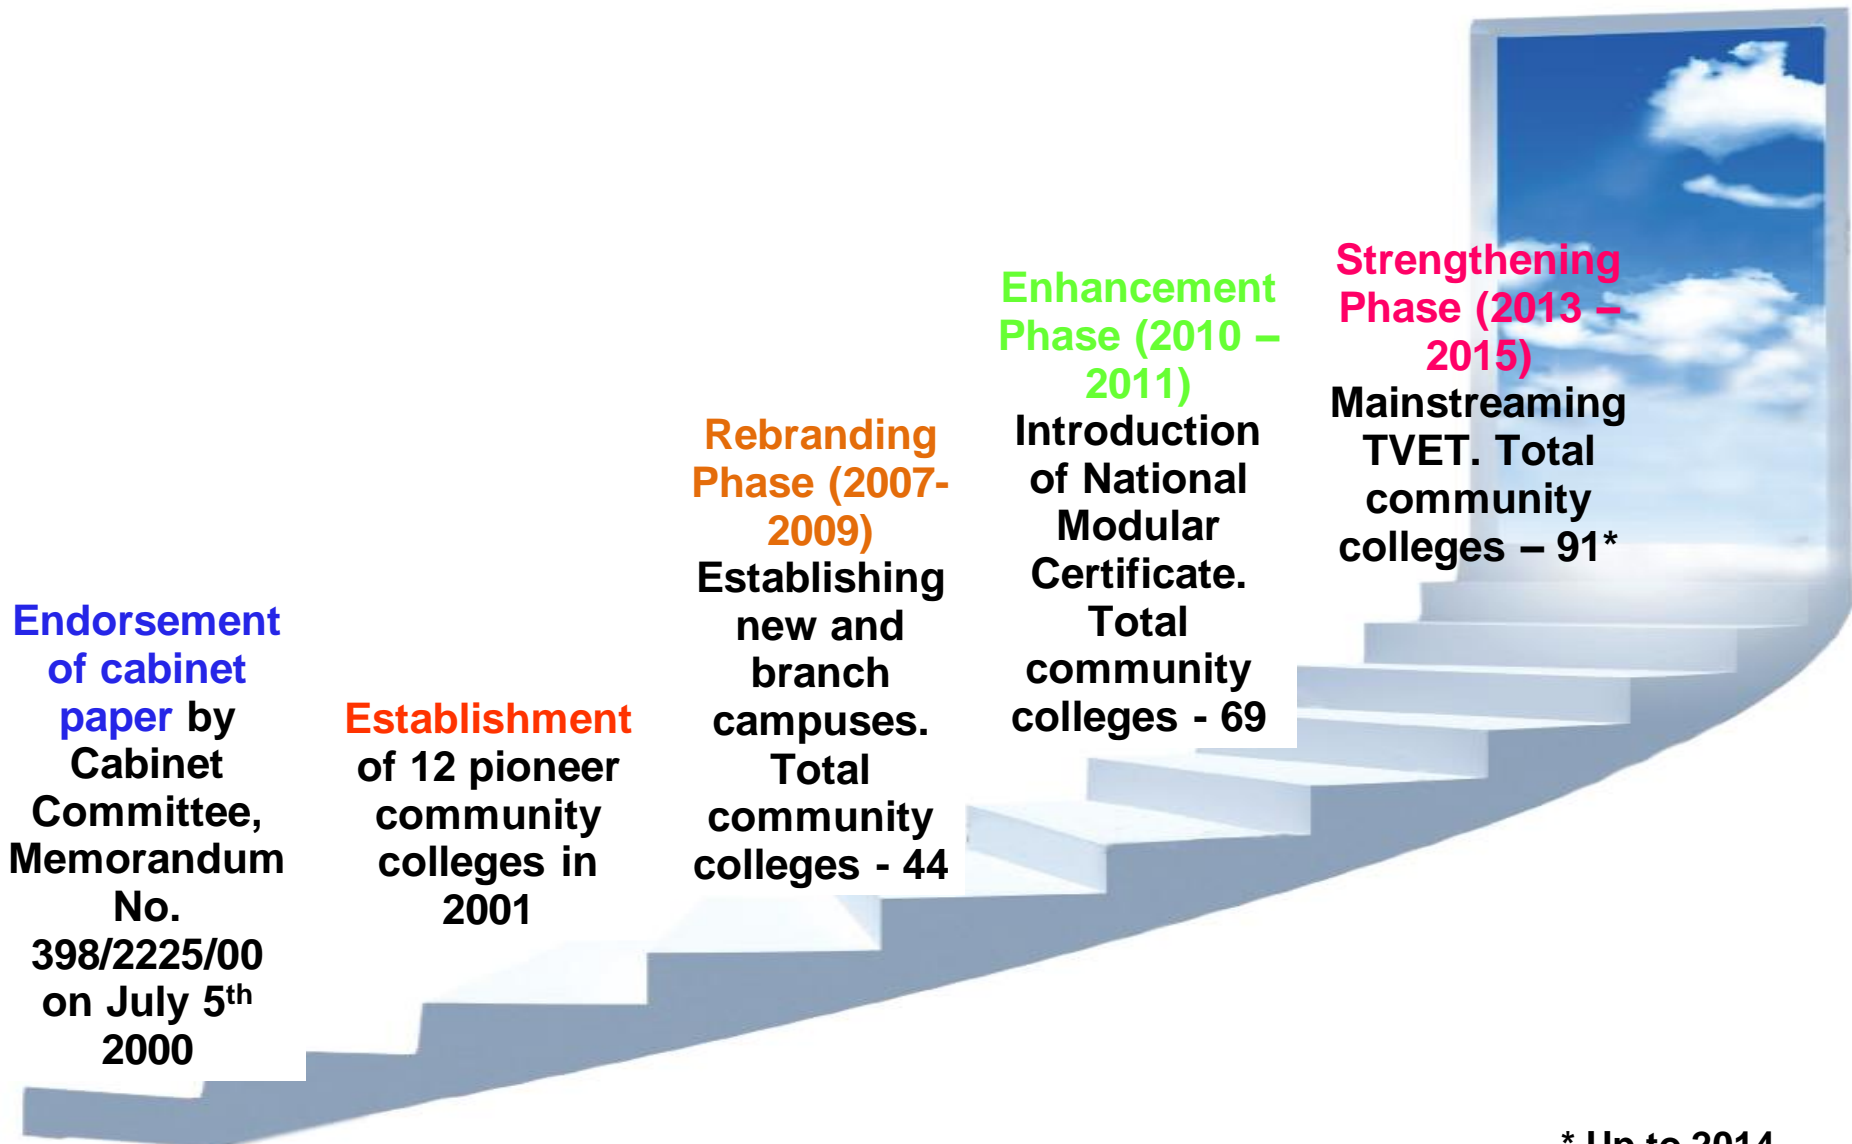 Endorsement
of cabinet
paper by
Cabinet
Committee,
Memorandum
No.
398/2225/00
on July 5th
2000
Establishment
of 12 pioneer
community
colleges in
2001
Rebranding
Phase (2007-
2009)
Establishing
new and
branch
campuses.
Total
community
colleges - 44
Enhancement
Phase (2010 –
2011)
Introduction
of National
Modular
Certificate.
Total
community
colleges - 69
Strengthening
Phase (2013 –
2015)
Mainstreaming
TVET. Total
community
colleges – 91*
* Up to 2014